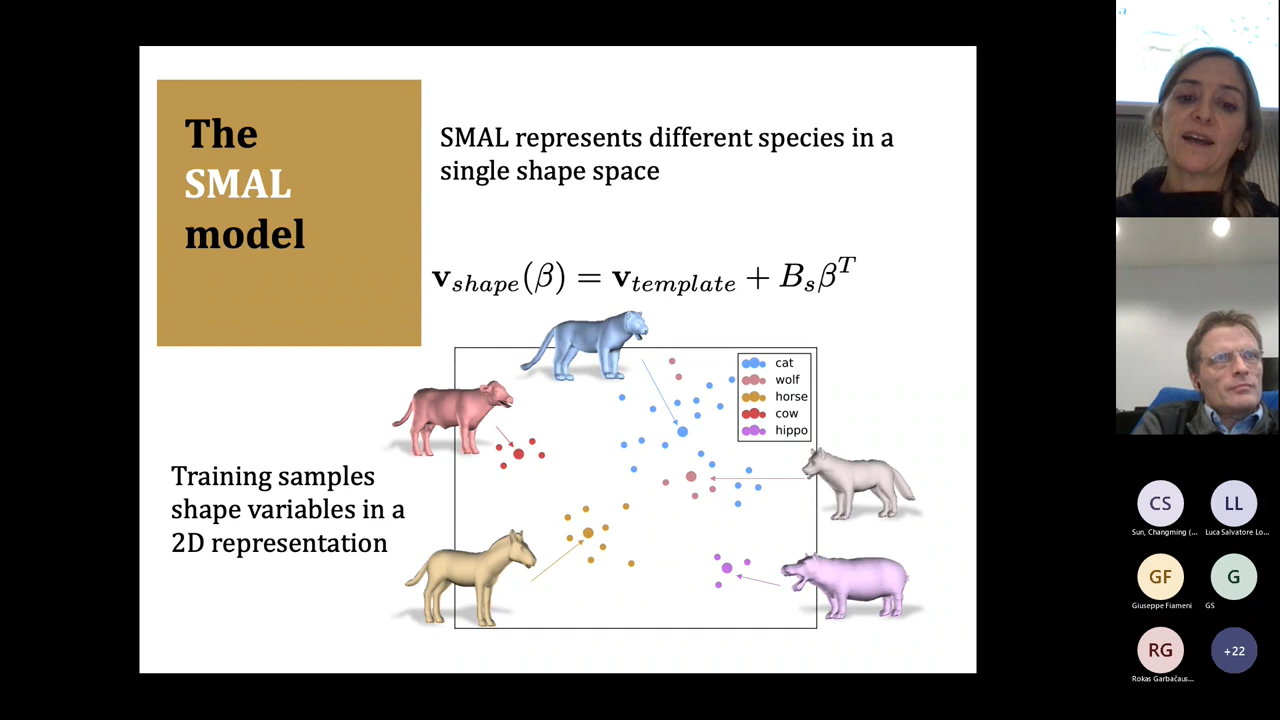 The
SMAL
model
SMAL represents different species in a
single shape space
v_shape(β) = v_template + B_s β^T
cat
wolf
horse
cow
hippo
Training samples
shape variables in a
2D representation
CS
LL
Sun, Changming (...
Luca Salvatore Lo...
GF
G
Giuseppe Fiameni
GS
RG
+22
Rokas Garbačaus...